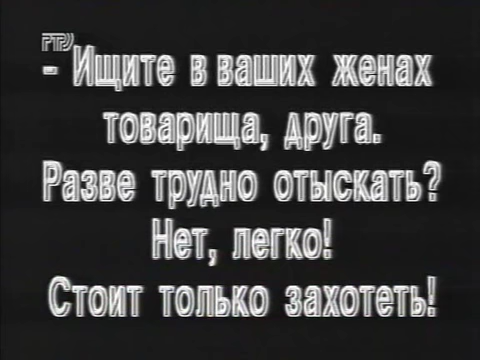 РТР
- Ищите в ваших женах
товарища, друга.
Разве трудно отыскать?
Нет, легко!
Стоит только захотеть!